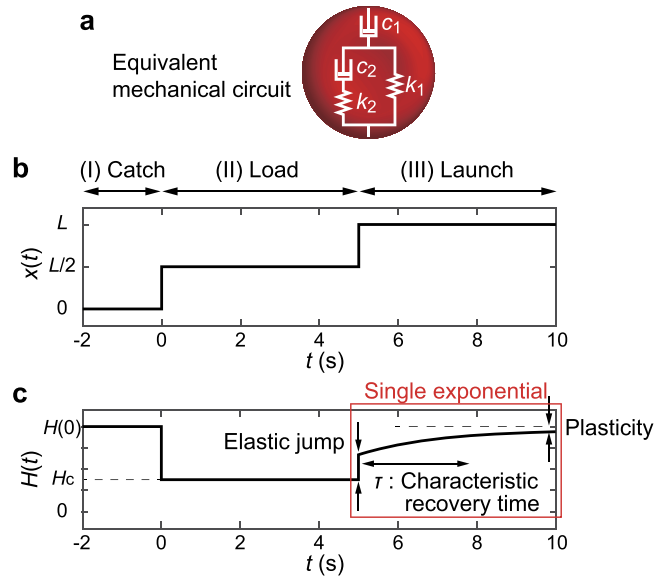 a
Equivalent
mechanical circuit
c1
c2
k2
k1
b
(I) Catch
(II) Load
(III) Launch
x(t)
L
L/2
0
-2
0
2
4
6
8
10
t (s)
c
Single exponential
H(t)
H(0)
Hc
0
Elastic jump
Plasticity
τ : Characteristic
recovery time
-2
0
2
4
6
8
10
t (s)